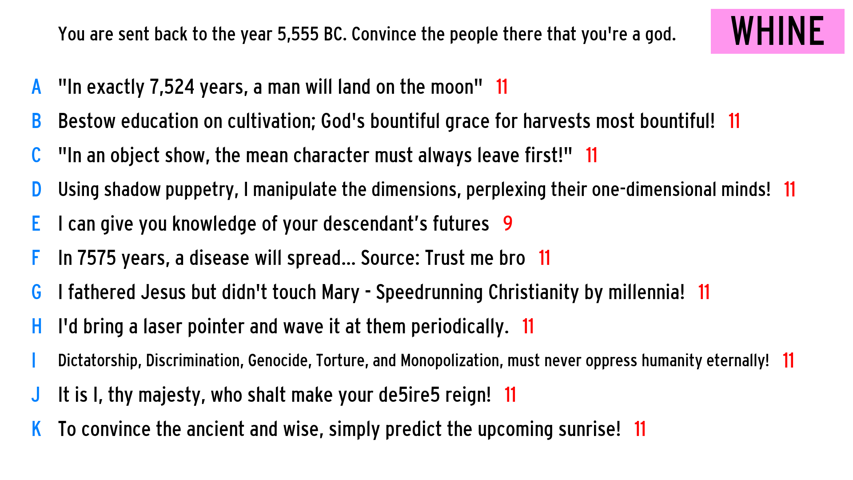 You are sent back to the year 5,555 BC. Convince the people there that you're a god.
WHINE
A "In exactly 7,524 years, a man will land on the moon" 11
B Bestow education on cultivation; God's bountiful grace for harvests most bountiful! 11
C "In an object show, the mean character must always leave first!" 11
D Using shadow puppetry, I manipulate the dimensions, perplexing their one-dimensional minds! 11
E I can give you knowledge of your descendant’s futures 9
F In 7575 years, a disease will spread... Source: Trust me bro 11
G I fathered Jesus but didn't touch Mary - Speedrunning Christianity by millennia! 11
H I'd bring a laser pointer and wave it at them periodically. 11
I Dictatorship, Discrimination, Genocide, Torture, and Monopolization, must never oppress humanity eternally! 11
J It is I, thy majesty, who shalt make your de5ire5 reign! 11
K To convince the ancient and wise, simply predict the upcoming sunrise! 11